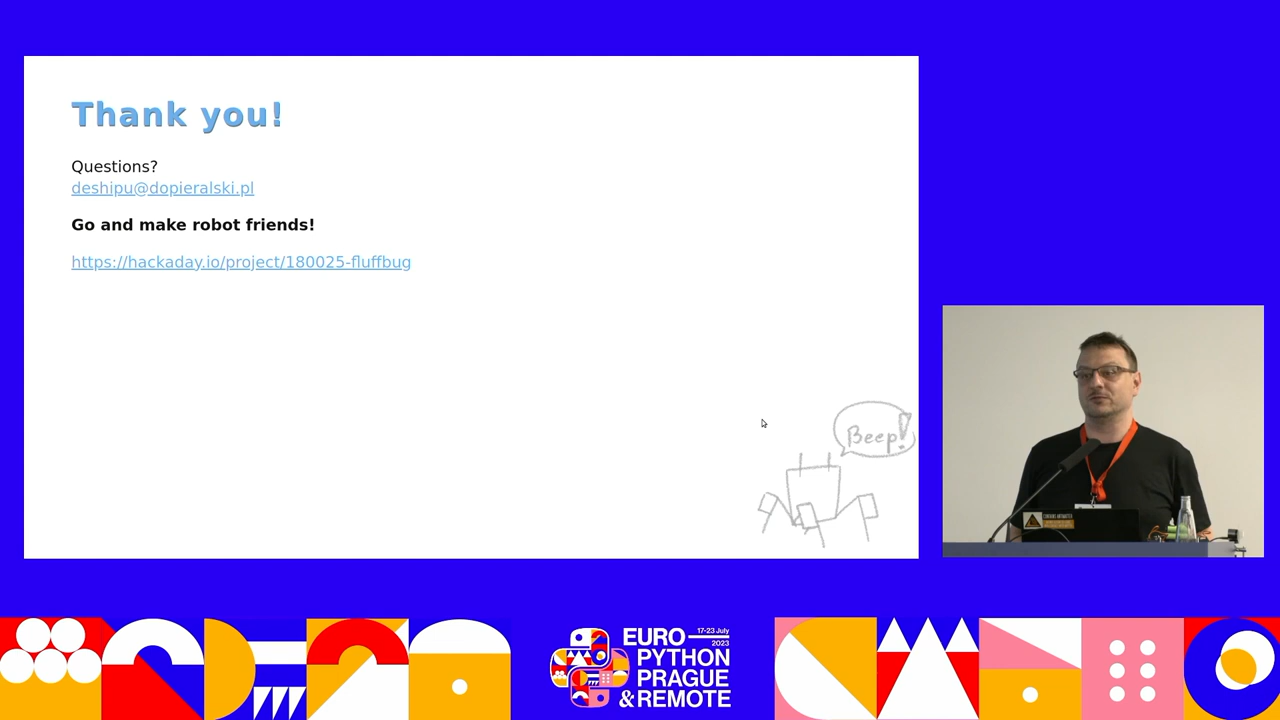 Thank you!
Questions?
deshipu@dopieralski.pl
Go and make robot friends!
https://hackaday.io/project/180025-fluffbug
Beep!
EURO
17-23 July
2023
PYTHON
PRAGUE
&REMOTE